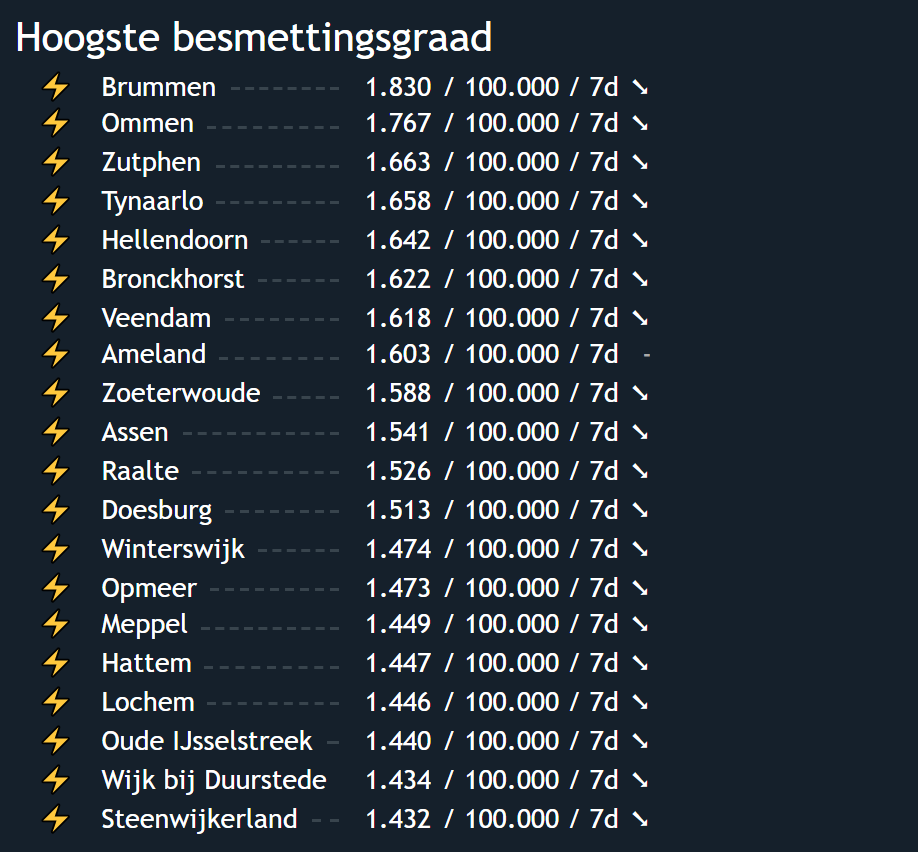 Hoogste besmettingsgraad
⚡ Brummen -------- 1.830 / 100.000 / 7d ➘
⚡ Ommen ---------- 1.767 / 100.000 / 7d ➘
⚡ Zutphen --------- 1.663 / 100.000 / 7d ➘
⚡ Tynaarlo --------- 1.658 / 100.000 / 7d ➘
⚡ Hellendoorn ------ 1.642 / 100.000 / 7d ➘
⚡ Bronckhorst ------ 1.622 / 100.000 / 7d ➘
⚡ Veendam -------- 1.618 / 100.000 / 7d ➘
⚡ Ameland --------- 1.603 / 100.000 / 7d -
⚡ Zoeterwoude ----- 1.588 / 100.000 / 7d ➘
⚡ Assen ------------ 1.541 / 100.000 / 7d ➘
⚡ Raalte ----------- 1.526 / 100.000 / 7d ➘
⚡ Doesburg -------- 1.513 / 100.000 / 7d ➘
⚡ Winterswijk ------ 1.474 / 100.000 / 7d ➘
⚡ Opmeer ---------- 1.473 / 100.000 / 7d ➘
⚡ Meppel ---------- 1.449 / 100.000 / 7d ➘
⚡ Hattem ---------- 1.447 / 100.000 / 7d ➘
⚡ Lochem ---------- 1.446 / 100.000 / 7d ➘
⚡ Oude IJsselstreek - 1.440 / 100.000 / 7d ➘
⚡ Wijk bij Duurstede 1.434 / 100.000 / 7d ➘
⚡ Steenwijkerland -- 1.432 / 100.000 / 7d ➘